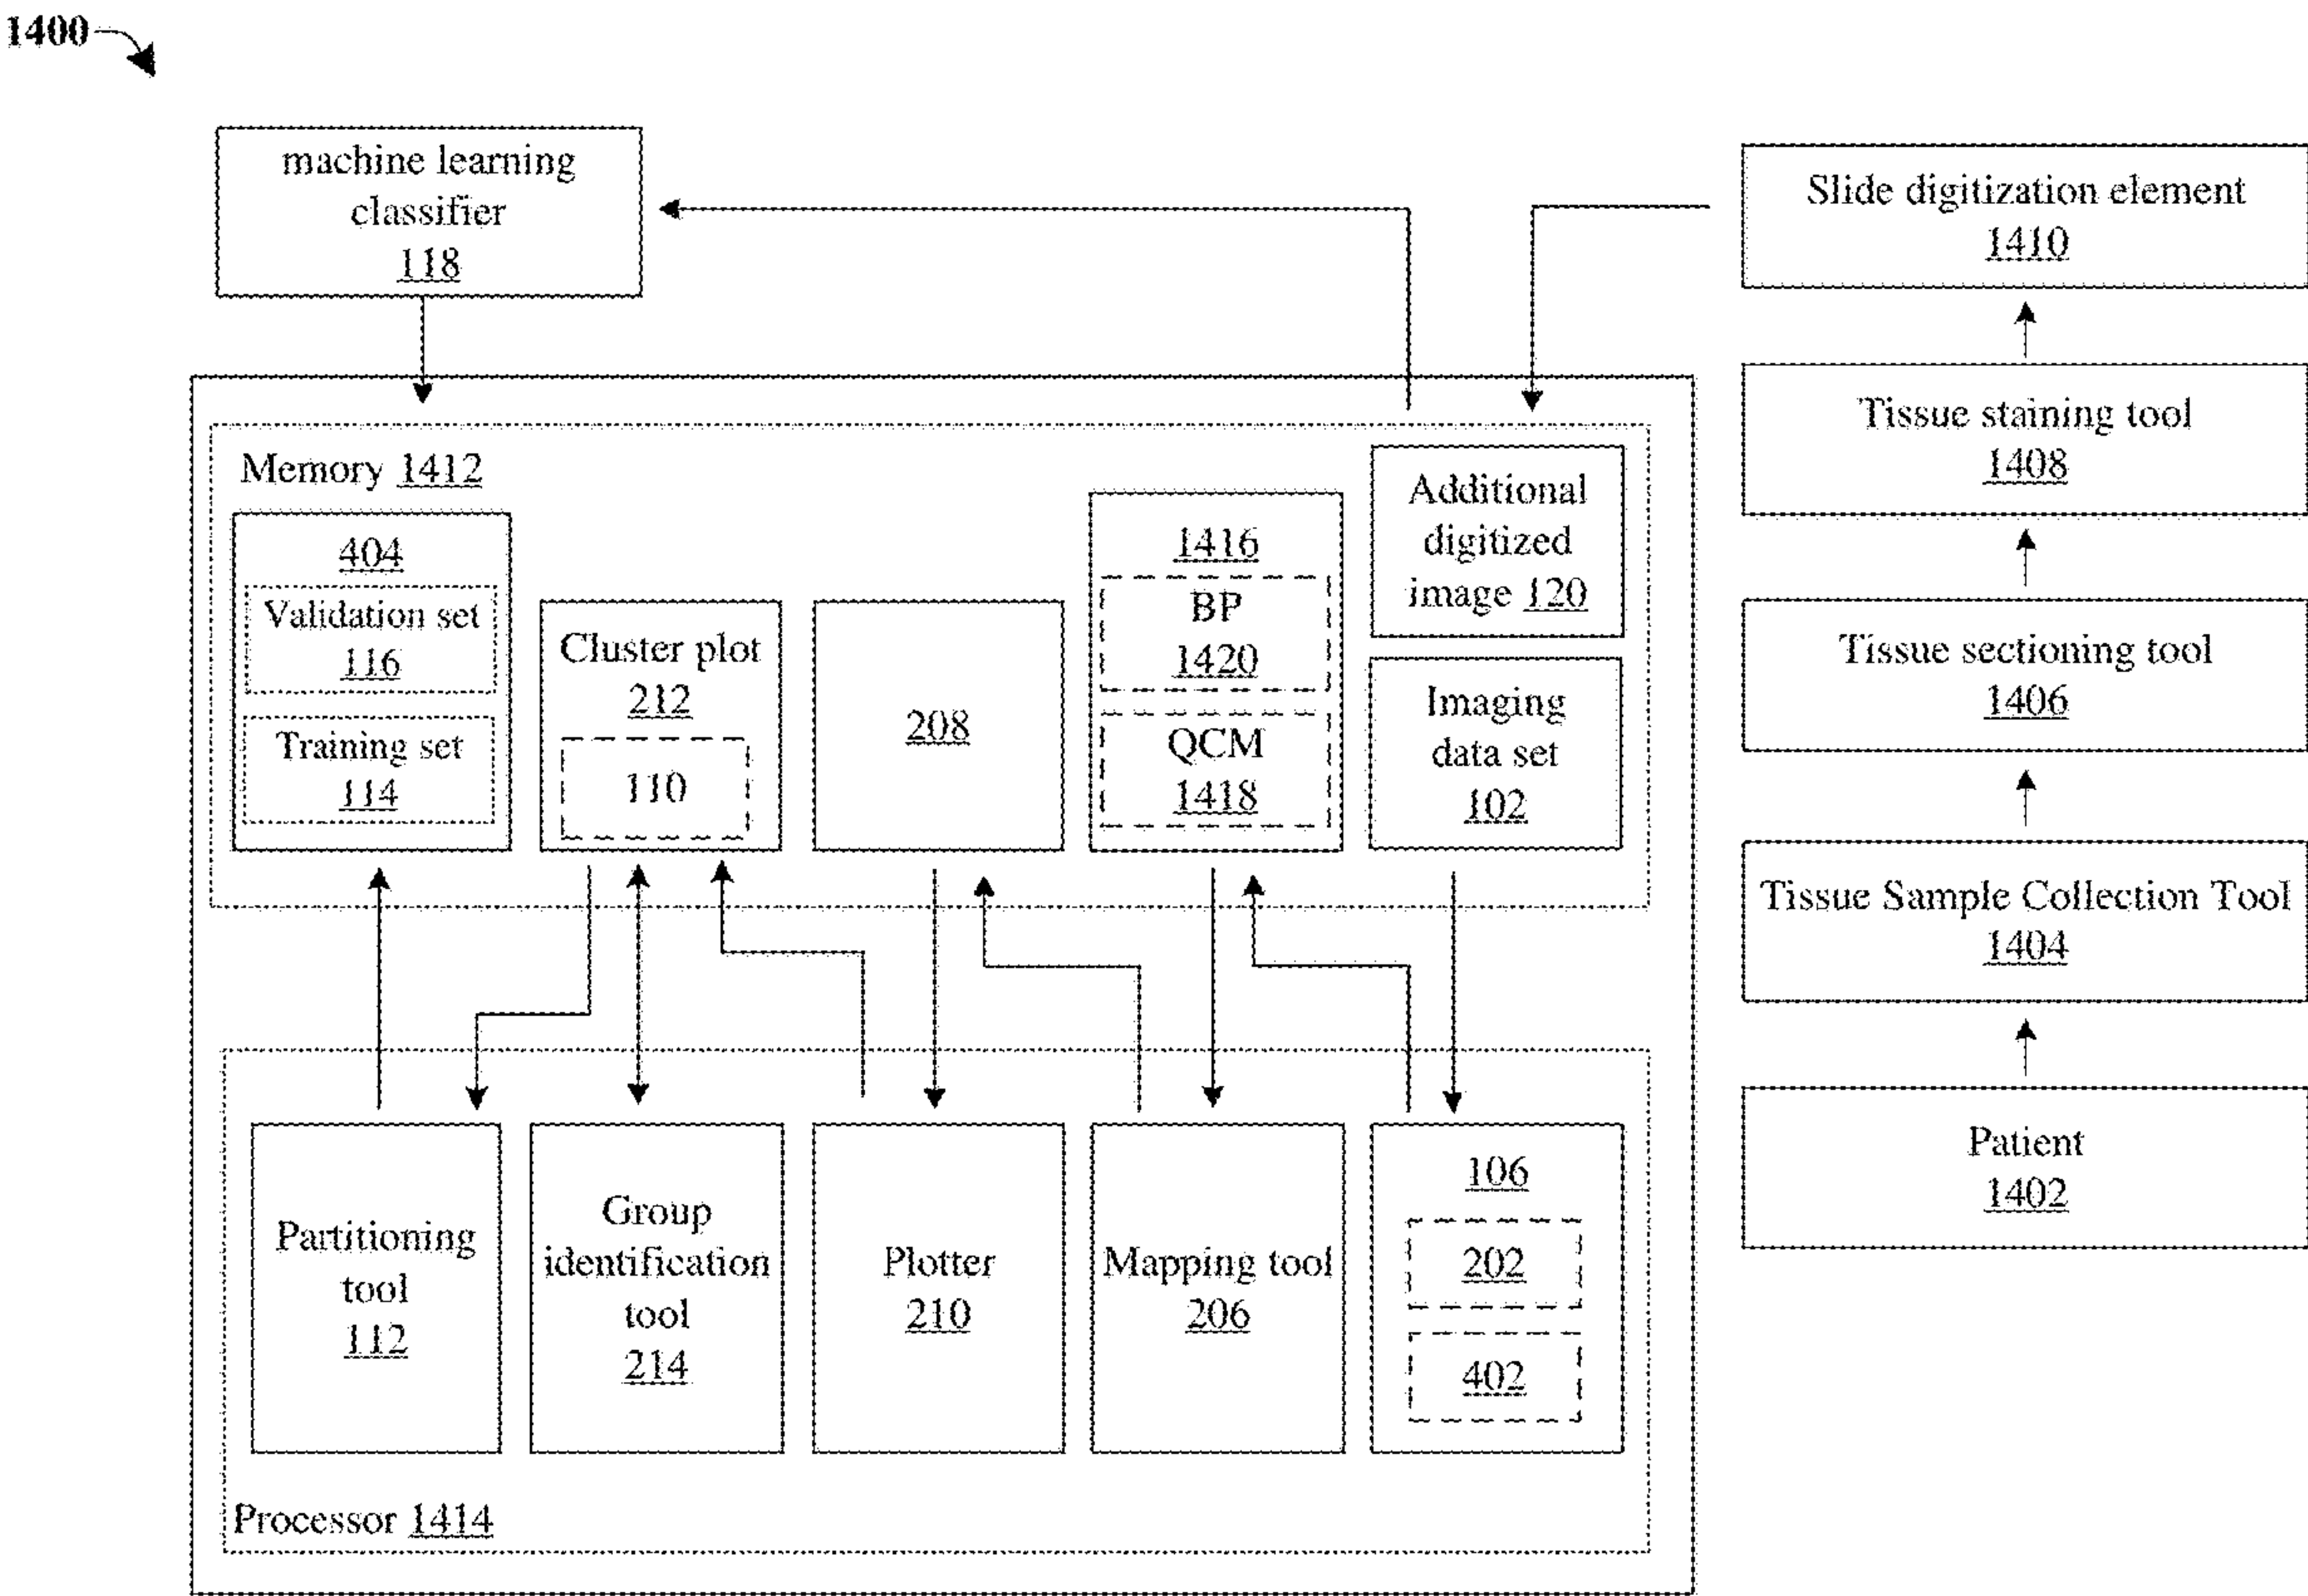 1400
machine learning
classifier
118
Slide digitization element
1410
Tissue staining tool
1408
Tissue sectioning tool
1406
Tissue Sample Collection Tool
1404
Patient
1402
Memory 1412
404
Validation set
116
Training set
114
Cluster plot
212
110
208
1416
BP
1420
QCM
1418
Additional
digitized
image 120
Imaging
data set
102
Partitioning
tool
112
Group
identification
tool
214
Plotter
210
Mapping tool
206
106
202
402
Processor 1414